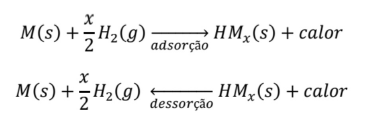 M(s) + x/2 H₂(g) ⟶ adsorção HMₓ(s) + calor
M(s) + x/2 H₂(g) ⟵ dessorção HMₓ(s) + calor